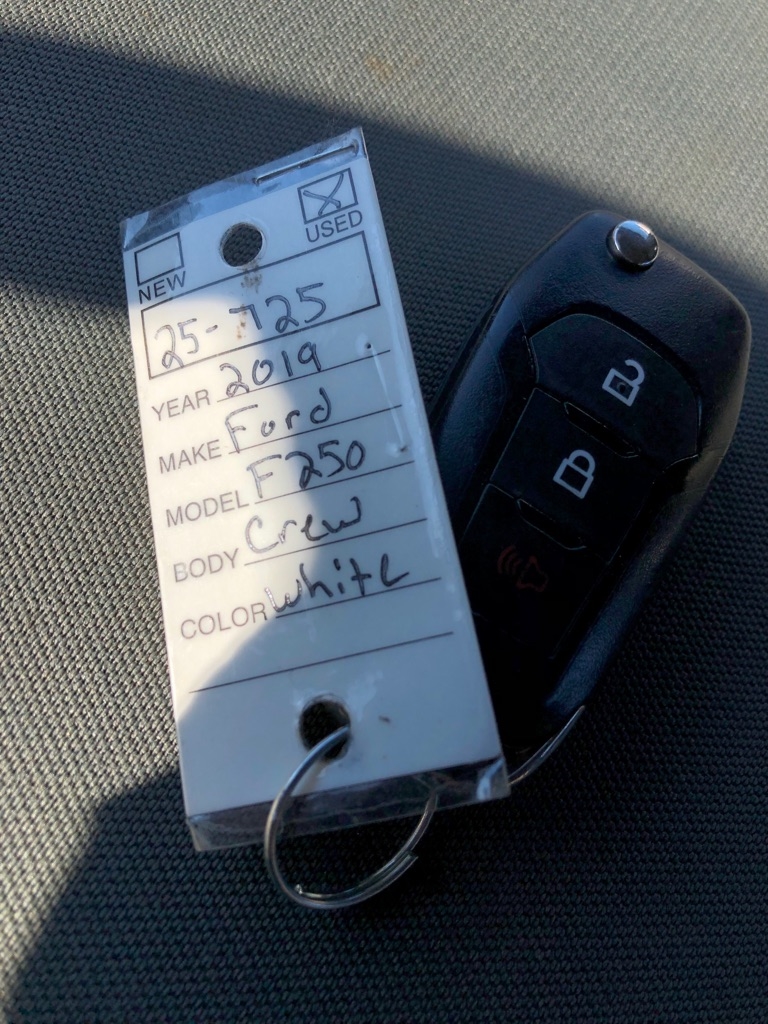 NEW USED
25-725
YEAR 2019
MAKE Ford
MODEL F250
BODY Crew
COLOR white